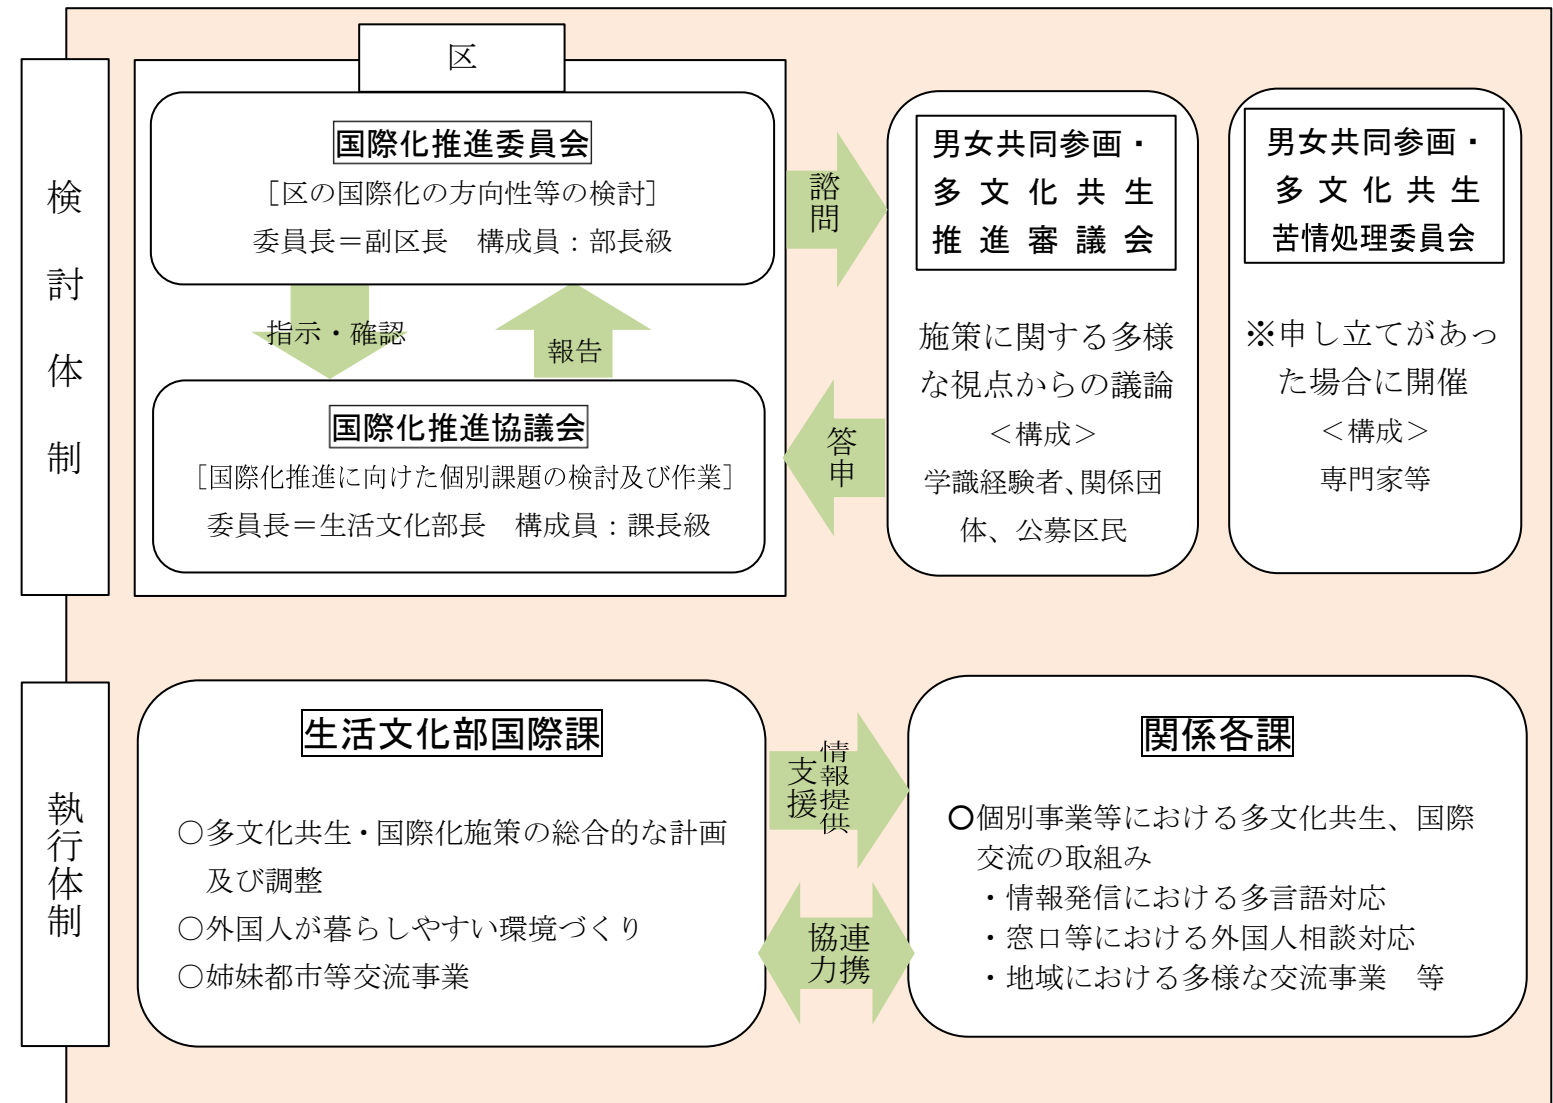 検討体制
区
国際化推進委員会
［区の国際化の方向性等の検討］
委員長＝副区長　構成員：部長級
指示・確認
報告
国際化推進協議会
［国際化推進に向けた個別課題の検討及び作業］
委員長＝生活文化部長　構成員：課長級
諮問
答申
男女共同参画・
多文化共生
推進審議会
施策に関する多様
な視点からの議論
＜構成＞
学識経験者、関係団
体、公募区民
男女共同参画・
多文化共生
苦情処理委員会
※申し立てがあっ
た場合に開催
＜構成＞
専門家等
執行体制
生活文化部国際課
○多文化共生・国際化施策の総合的な計画
及び調整
○外国人が暮らしやすい環境づくり
○姉妹都市等交流事業
情報提供
支援
連携
協力
関係各課
○個別事業等における多文化共生、国際
交流の取組み
・情報発信における多言語対応
・窓口等における外国人相談対応
・地域における多様な交流事業　等